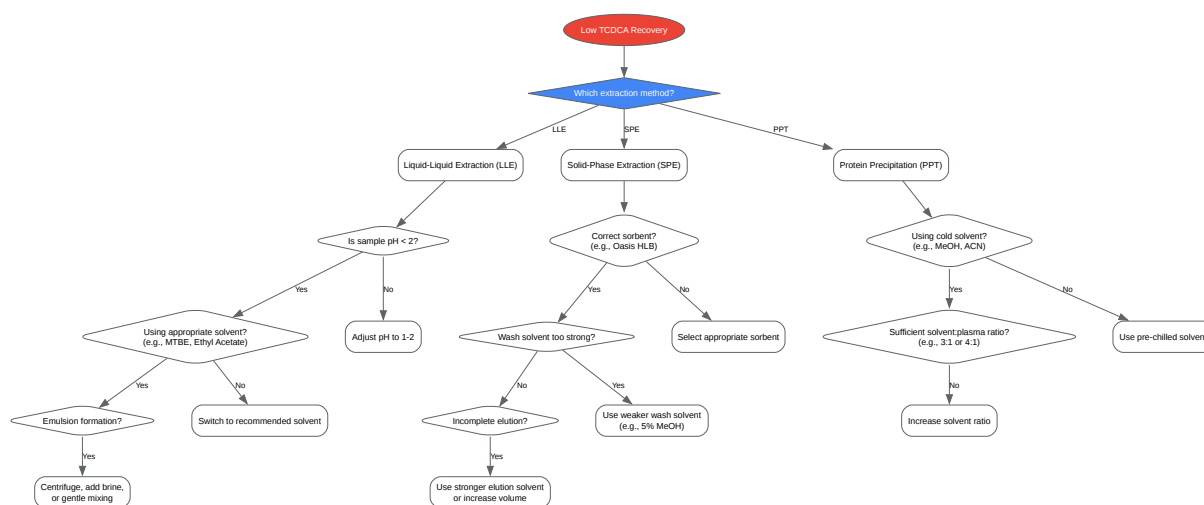 Low TCDCA Recovery
Which extraction method?
LLE
SPE
PPT
Liquid-Liquid Extraction (LLE)
Solid-Phase Extraction (SPE)
Protein Precipitation (PPT)
Is sample pH < 2?
Correct sorbent?
(e.g., Oasis HLB)
Using cold solvent?
(e.g., MeOH, ACN)
Yes
No
Yes
No
Yes
No
Using appropriate solvent?
(e.g., MTBE, Ethyl Acetate)
Adjust pH to 1-2
Wash solvent too strong?
Select appropriate sorbent
Sufficient solvent:plasma ratio?
(e.g., 3:1 or 4:1)
Use pre-chilled solvent
Yes
No
No
Yes
No
Emulsion formation?
Switch to recommended solvent
Incomplete elution?
Use weaker wash solvent
(e.g., 5% MeOH)
Increase solvent ratio
Yes
Yes
Centrifuge, add brine,
or gentle mixing
Use stronger elution solvent
or increase volume